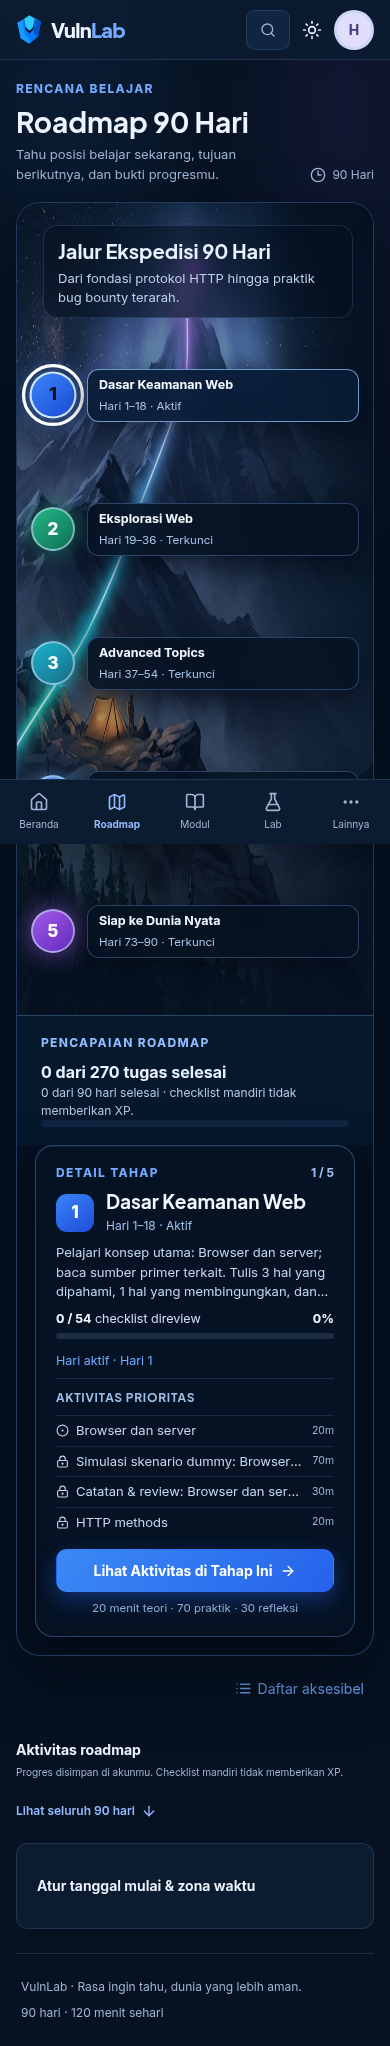 VulnLab
H
RENCANA BELAJAR
Roadmap 90 Hari
Tahu posisi belajar sekarang, tujuan
berikutnya, dan bukti progresmu.
90 Hari
Jalur Ekspedisi 90 Hari
Dari fondasi protokol HTTP hingga praktik
bug bounty terarah.
1
Dasar Keamanan Web
Hari 1–18 · Aktif
2
Eksplorasi Web
Hari 19–36 · Terkunci
3
Advanced Topics
Hari 37–54 · Terkunci
Beranda
Roadmap
Modul
Lab
Lainnya
5
Siap ke Dunia Nyata
Hari 73–90 · Terkunci
PENCAPAIAN ROADMAP
0 dari 270 tugas selesai
0 dari 90 hari selesai · checklist mandiri tidak
memberikan XP.
DETAIL TAHAP
1 / 5
1
Dasar Keamanan Web
Hari 1–18 · Aktif
Pelajari konsep utama: Browser dan server;
baca sumber primer terkait. Tulis 3 hal yang
dipahami, 1 hal yang membingungkan, dan...
0 / 54 checklist direview
0%
Hari aktif · Hari 1
AKTIVITAS PRIORITAS
Browser dan server
20m
Simulasi skenario dummy: Browser...
70m
Catatan & review: Browser dan ser...
30m
HTTP methods
20m
Lihat Aktivitas di Tahap Ini →
20 menit teori · 70 praktik · 30 refleksi
Daftar aksesibel
Aktivitas roadmap
Progres disimpan di akunmu. Checklist mandiri tidak memberikan XP.
Lihat seluruh 90 hari ↓
Atur tanggal mulai & zona waktu
VulnLab · Rasa ingin tahu, dunia yang lebih aman.
90 hari · 120 menit sehari